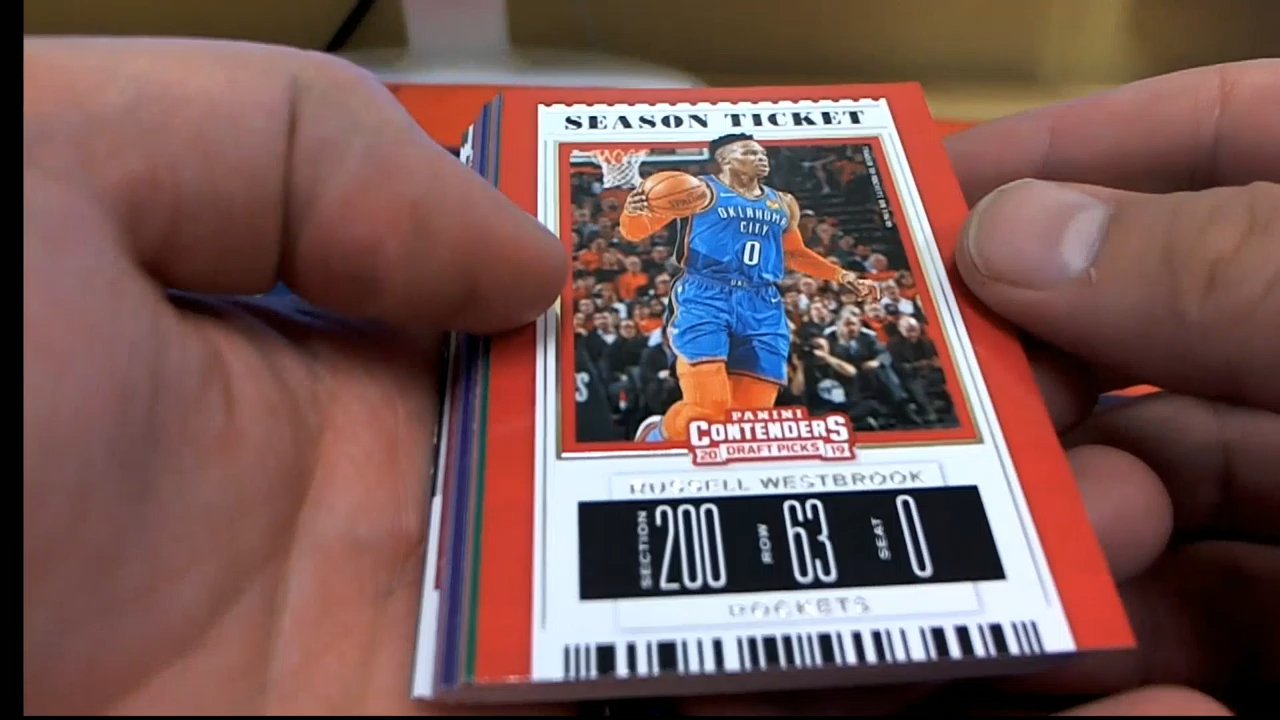 SEASON TICKET
SPALDING
OKLAHOMA
CITY
0
PANINI
CONTENDERS
20 DRAFT PICKS 19
RUSSELL WESTBROOK
SECTION 200 ROW 63 SEAT 0
ROCKETS